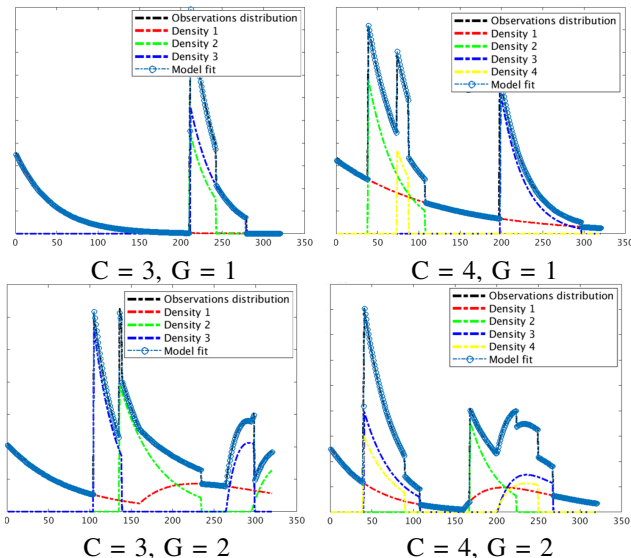 Observations distribution
Density 1
Density 2
Density 3
Model fit
0 50 100 150 200 250 300 350
C = 3, G = 1
Observations distribution
Density 1
Density 2
Density 3
Density 4
Model fit
0 50 100 150 200 250 300 350
C = 4, G = 1
Observations distribution
Density 1
Density 2
Density 3
Model fit
0 50 100 150 200 250 300 350
C = 3, G = 2
Observations distribution
Density 1
Density 2
Density 3
Density 4
Model fit
0 50 100 150 200 250 300 350
C = 4, G = 2